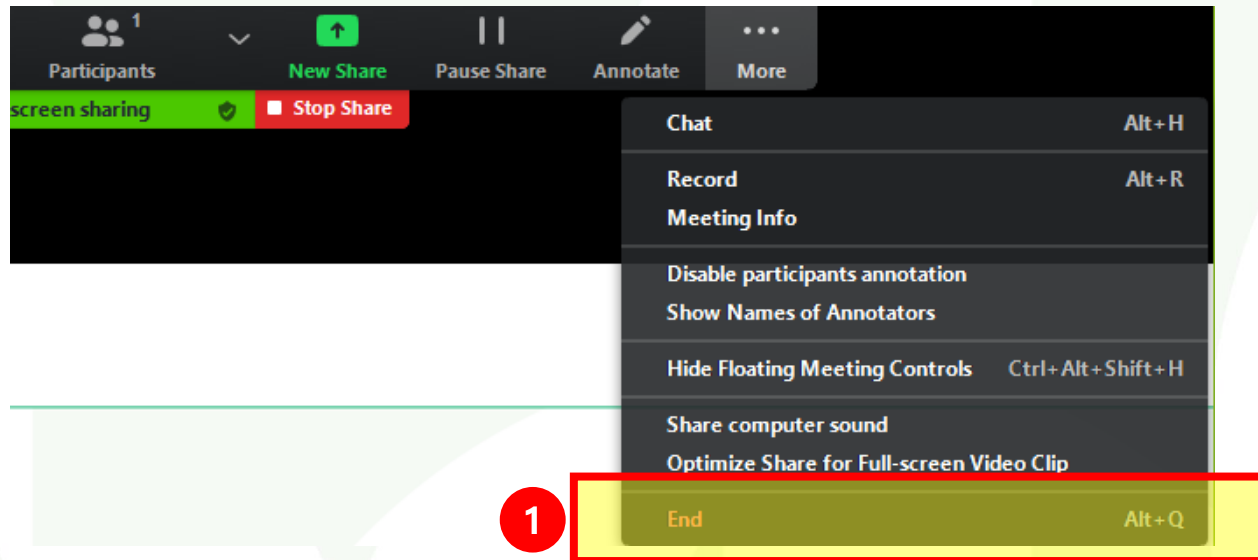 1
Participants New Share Pause Share Annotate More
screen sharing Stop Share
Chat Alt+H
Record Alt+R
Meeting Info
Disable participants annotation
Show Names of Annotators
Hide Floating Meeting Controls Ctrl+Alt+Shift+H
Share computer sound
Optimize Share for Full-screen Video Clip
1 End Alt+Q